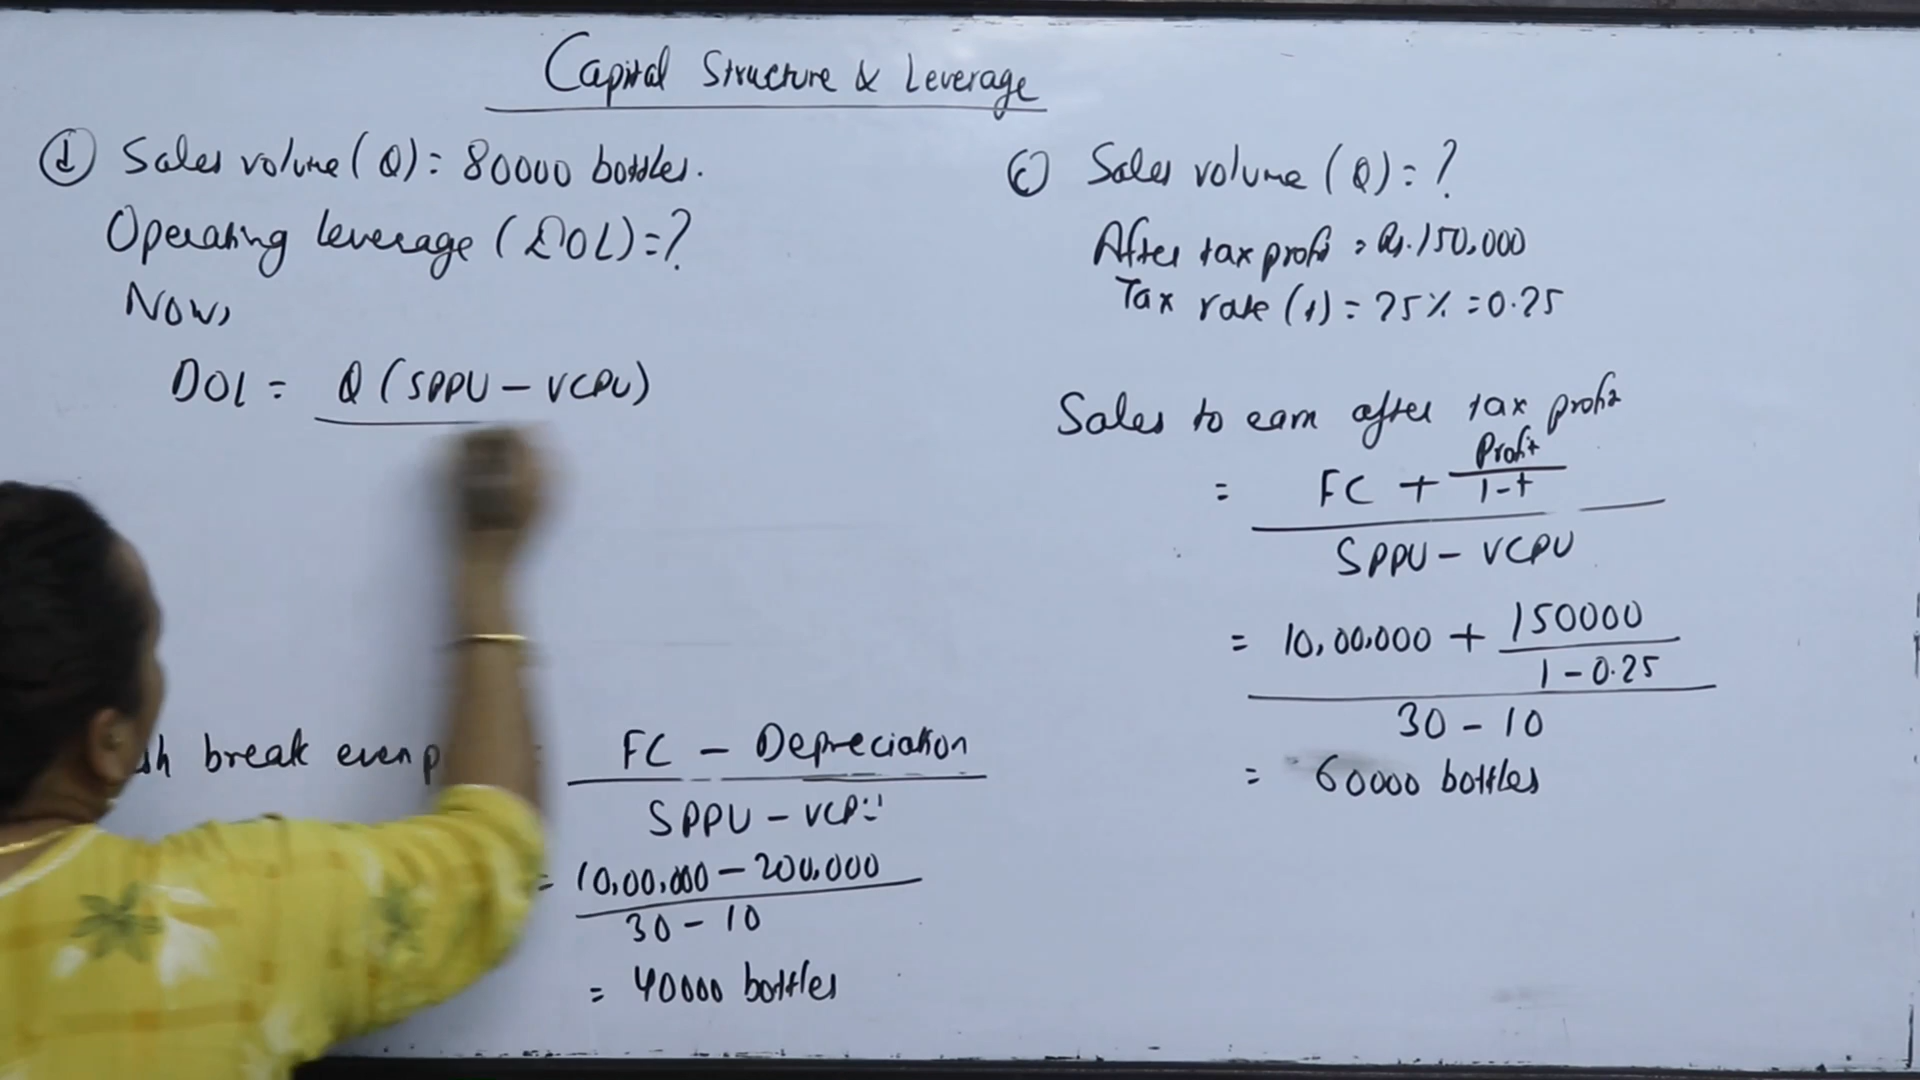 Capital Structure & Leverage
d) Sales volume (Q) = 80000 bottles.
Operating leverage (DOL) = ?
Now,
DOL = Q (SPPU - VCPU)
break even
= FC - Depreciation
SPPU - VCPU
= 10,00,000 - 200,000
30 - 10
= 40000 bottles
c) Sales volume (Q) = ?
After tax profit = Rs. 150,000
Tax rate (t) = 25% = 0.25
Sales to earn after tax profit
= FC + Profit
1-t
SPPU - VCPU
= 10,00,000 + 150000
1 - 0.25
30 - 10
= 60000 bottles